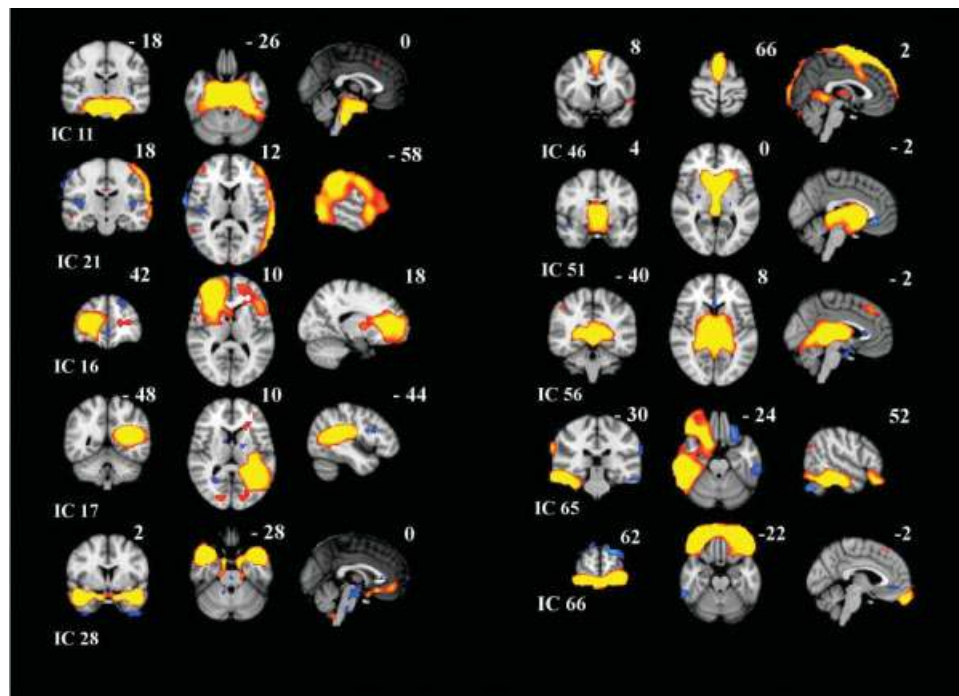 - 18 - 26 0
IC 11
18 12 - 58
IC 21
42 10 18
IC 16
- 48 10 - 44
IC 17
2 -28 0
IC 28
8 66 2
IC 46
4 0 - 2
IC 51
- 40 8 - 2
IC 56
- 30 - 24 52
IC 65
62 -22 -2
IC 66